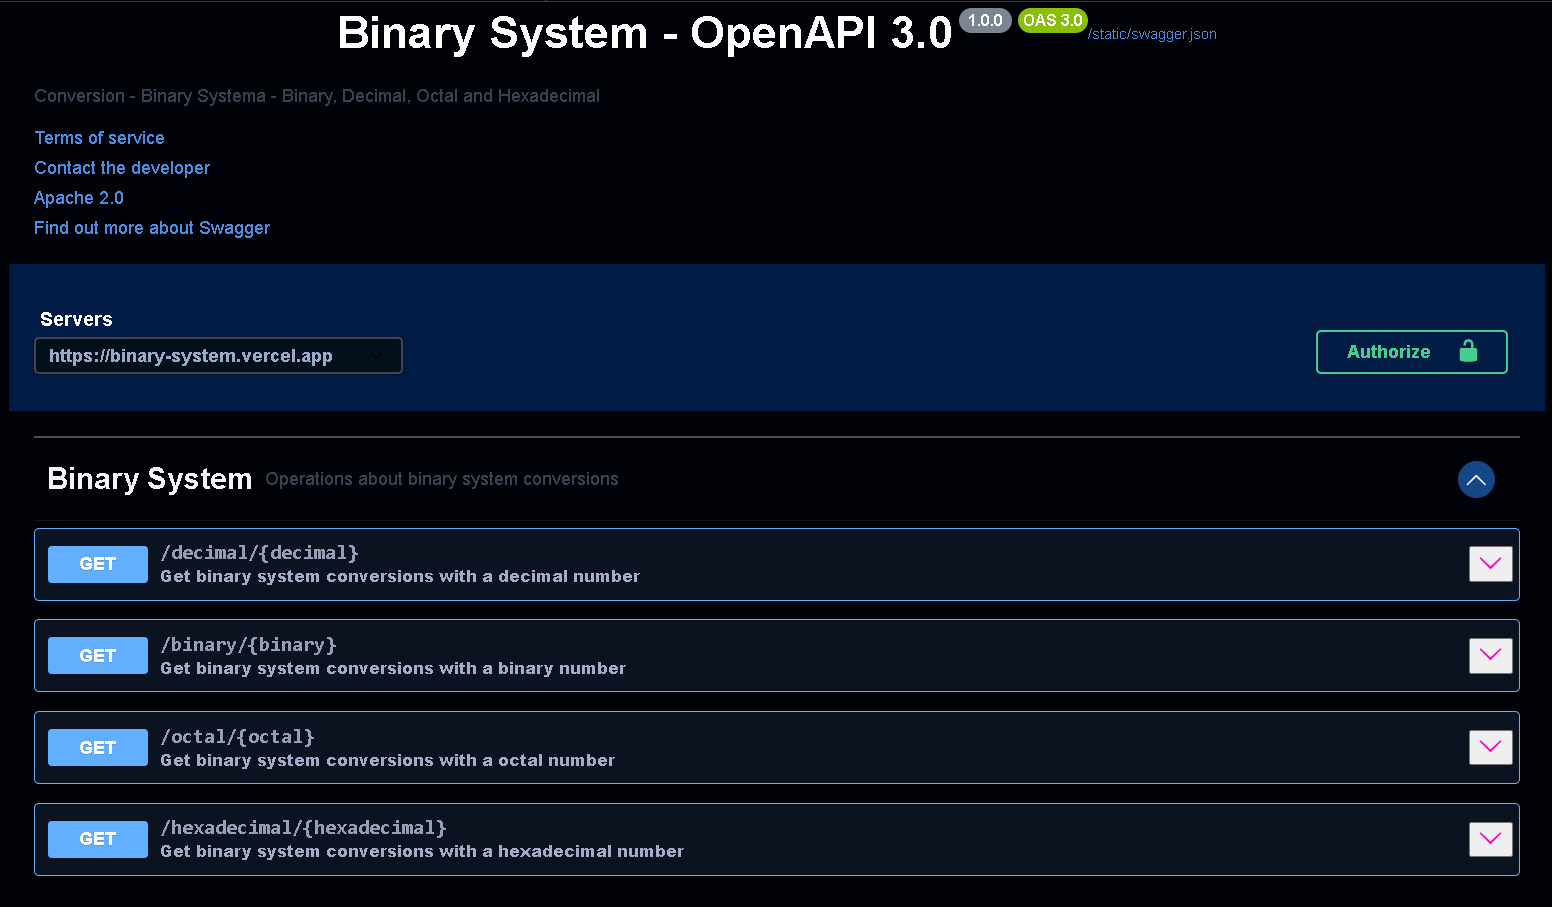 Binary System - OpenAPI 3.0 1.0.0 OAS 3.0
/static/swagger.json
Conversion - Binary Systema - Binary, Decimal, Octal and Hexadecimal
Terms of service
Contact the developer
Apache 2.0
Find out more about Swagger
Servers
https://binary-system.vercel.app
Authorize
Binary System Operations about binary system conversions
GET /decimal/{decimal}
Get binary system conversions with a decimal number
GET /binary/{binary}
Get binary system conversions with a binary number
GET /octal/{octal}
Get binary system conversions with a octal number
GET /hexadecimal/{hexadecimal}
Get binary system conversions with a hexadecimal number